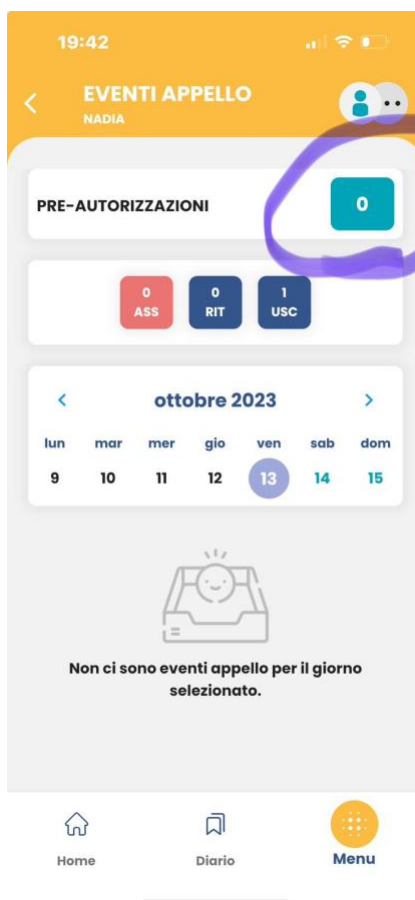 19:42
EVENTI APPELLO
NADIA
PRE-AUTORIZZAZIONI 0
0 0 1
ASS RIT USC
ottobre 2023
lun mar mer gio ven sab dom
9 10 11 12 13 14 15
Non ci sono eventi appello per il giorno
selezionato.
Home Diario Menu